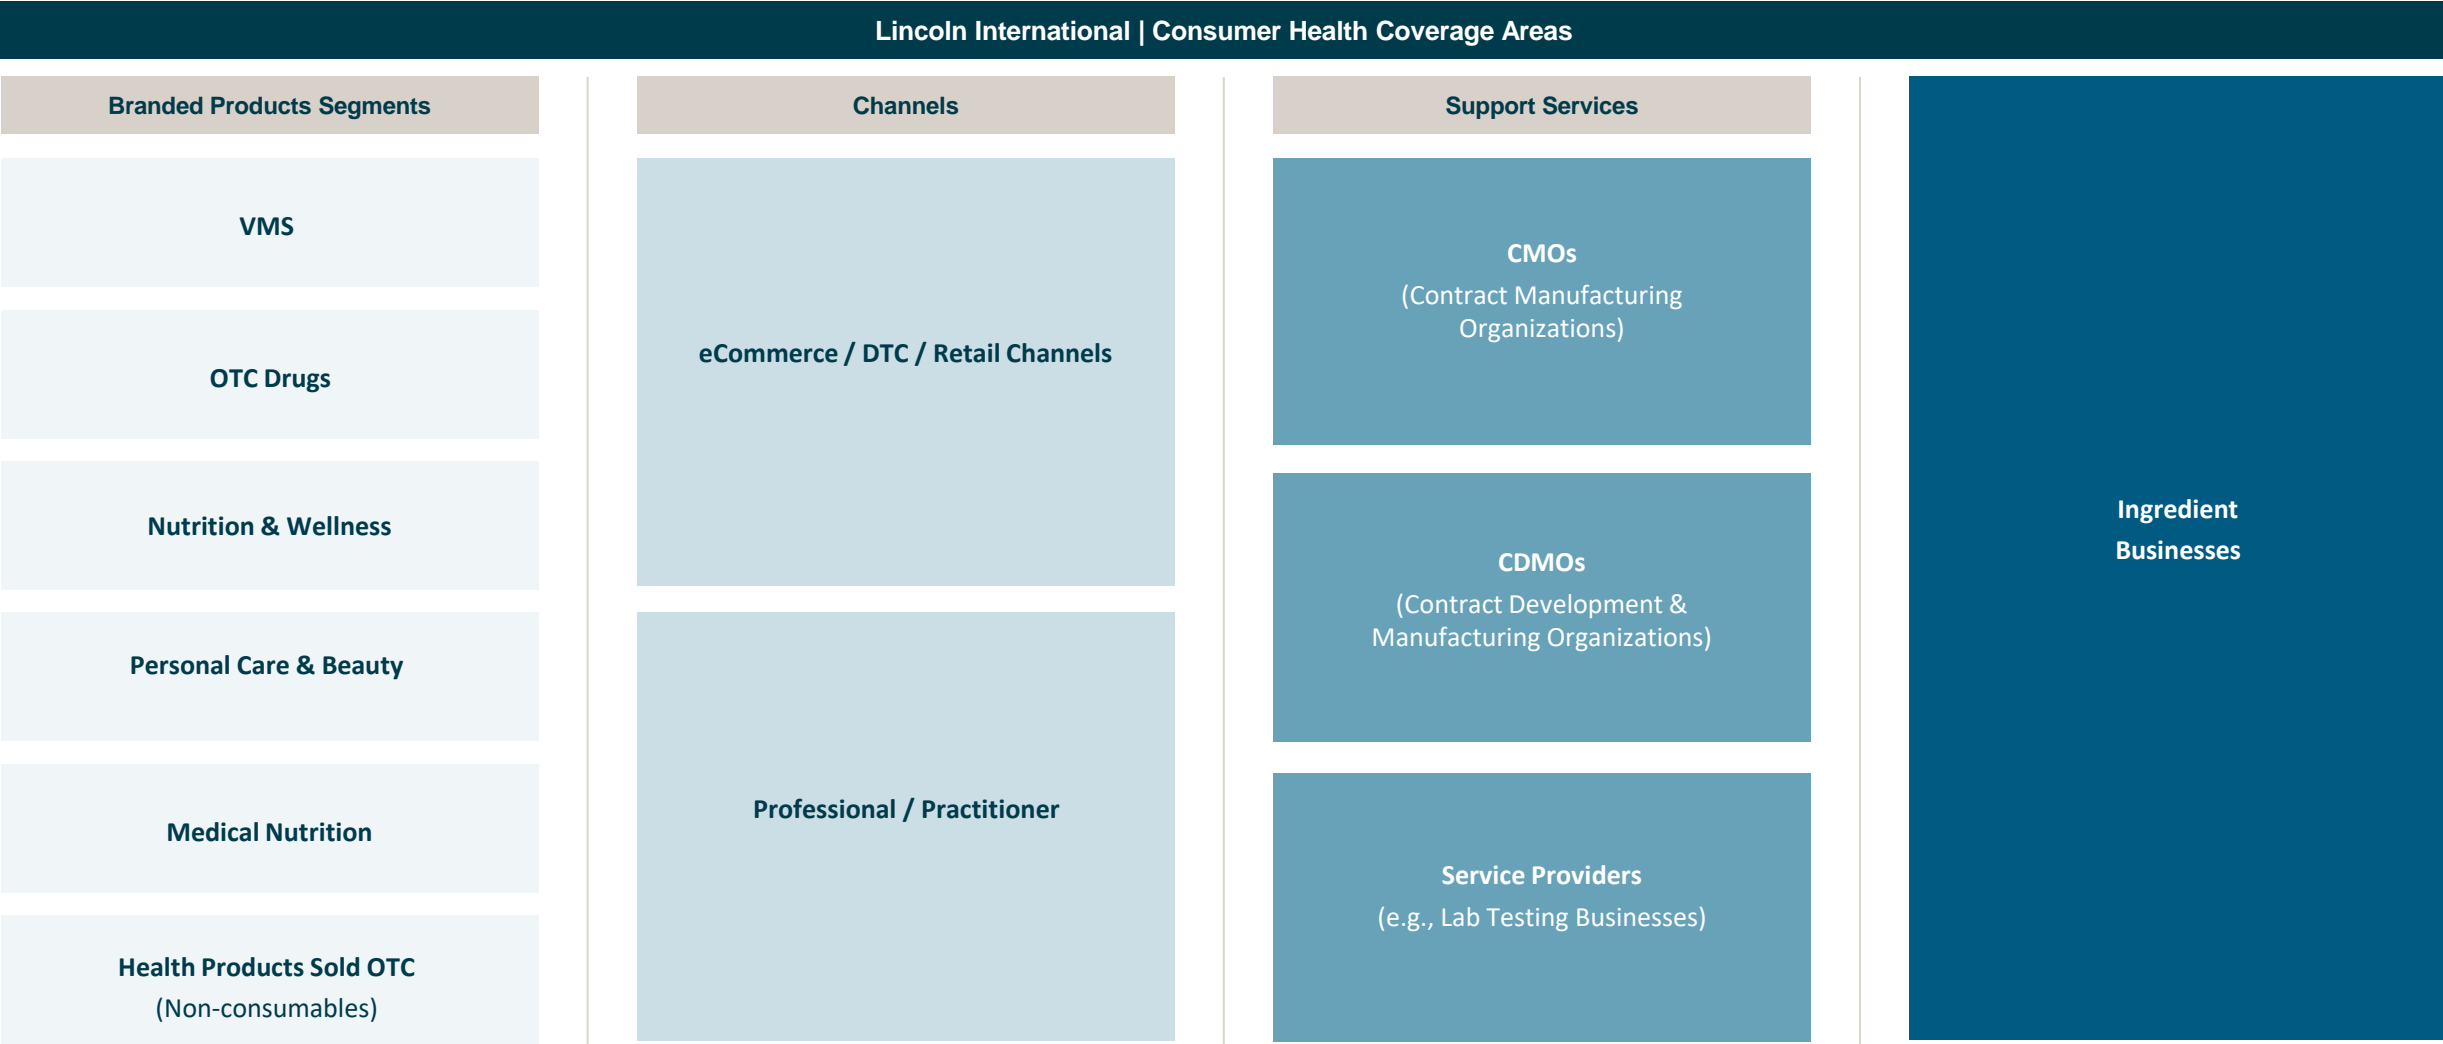 Lincoln International | Consumer Health Coverage Areas
Branded Products Segments
VMS
OTC Drugs
Nutrition & Wellness
Personal Care & Beauty
Medical Nutrition
Health Products Sold OTC
(Non-consumables)
Channels
eCommerce / DTC / Retail Channels
Professional / Practitioner
Support Services
CMOs
(Contract Manufacturing
Organizations)
CDMOs
(Contract Development &
Manufacturing Organizations)
Service Providers
(e.g., Lab Testing Businesses)
Ingredient
Businesses